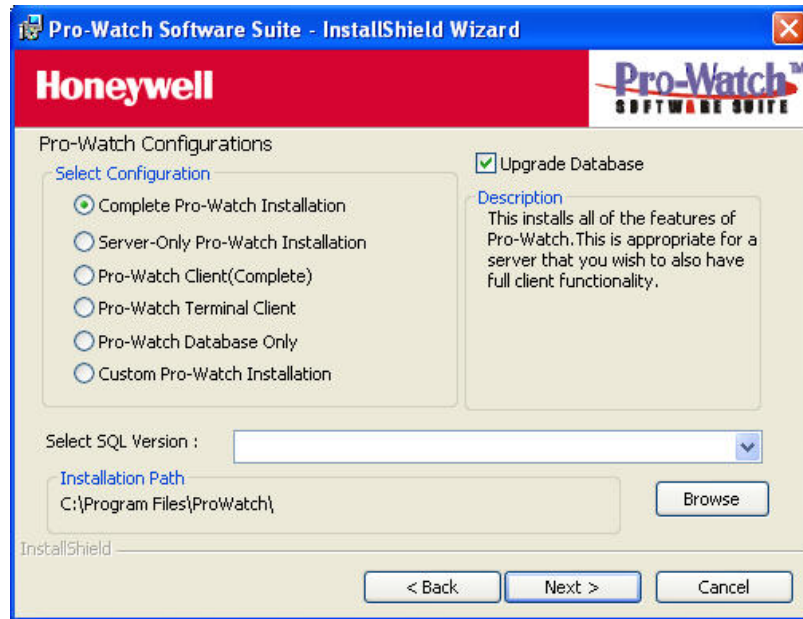 Pro-Watch Software Suite - InstallShield Wizard
Honeywell
Pro-Watch™
SOFTWARE SUITE
Pro-Watch Configurations
Select Configuration
Complete Pro-Watch Installation
Server-Only Pro-Watch Installation
Pro-Watch Client(Complete)
Pro-Watch Terminal Client
Pro-Watch Database Only
Custom Pro-Watch Installation
Upgrade Database
Description
This installs all of the features of
Pro-Watch.This is appropriate for a
server that you wish to also have
full client functionality.
Select SQL Version :
Installation Path
C:\Program Files\ProWatch\
Browse
InstallShield
< Back
Next >
Cancel